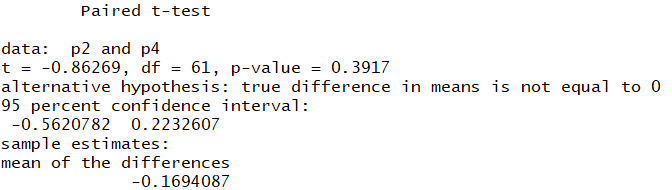 Paired t-test
data: p2 and p4
t = -0.86269, df = 61, p-value = 0.3917
alternative hypothesis: true difference in means is not equal to 0
95 percent confidence interval:
-0.5620782 0.2232607
sample estimates:
mean of the differences
-0.1694087